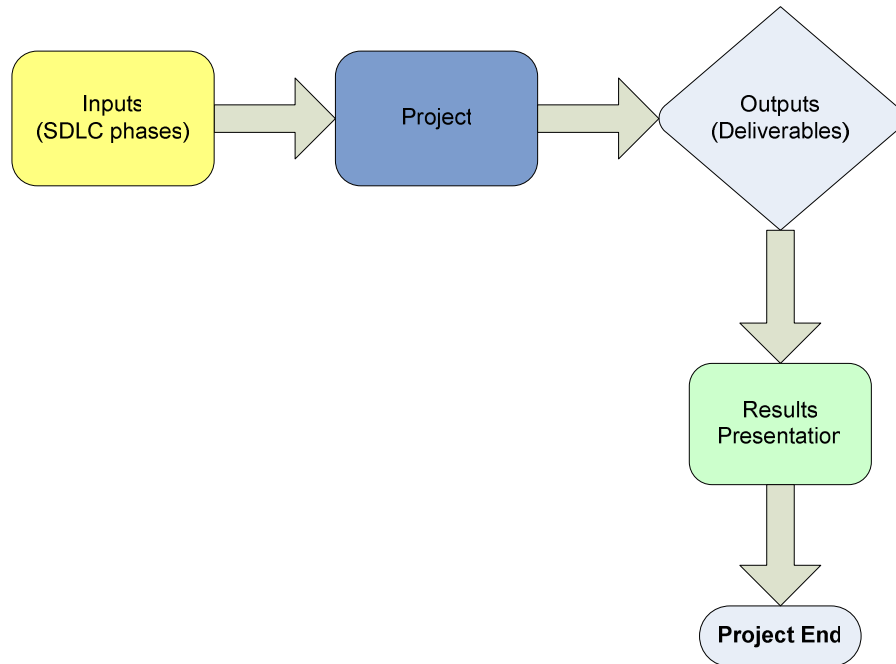 Inputs
(SDLC phases)
Project
Outputs
(Deliverables)
Results
Presentation
Project End